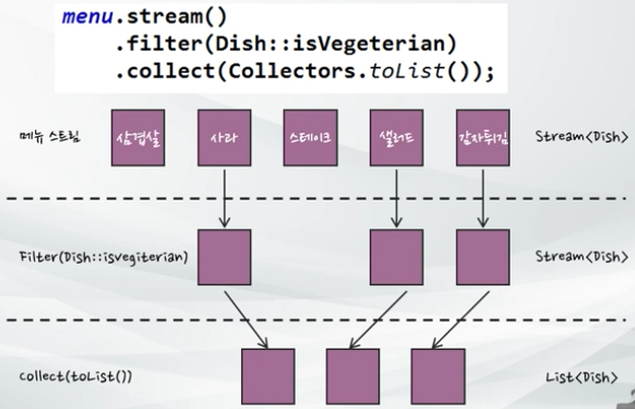 menu.stream()
.filter(Dish::isVegeterian)
.collect(Collectors.toList());
메뉴 스트림 삼겹살 사과 스테이크 샐러드 감자튀김 Stream<Dish>
Filter(Dish::isvegiterian) Stream<Dish>
collect(toList()) List<Dish>